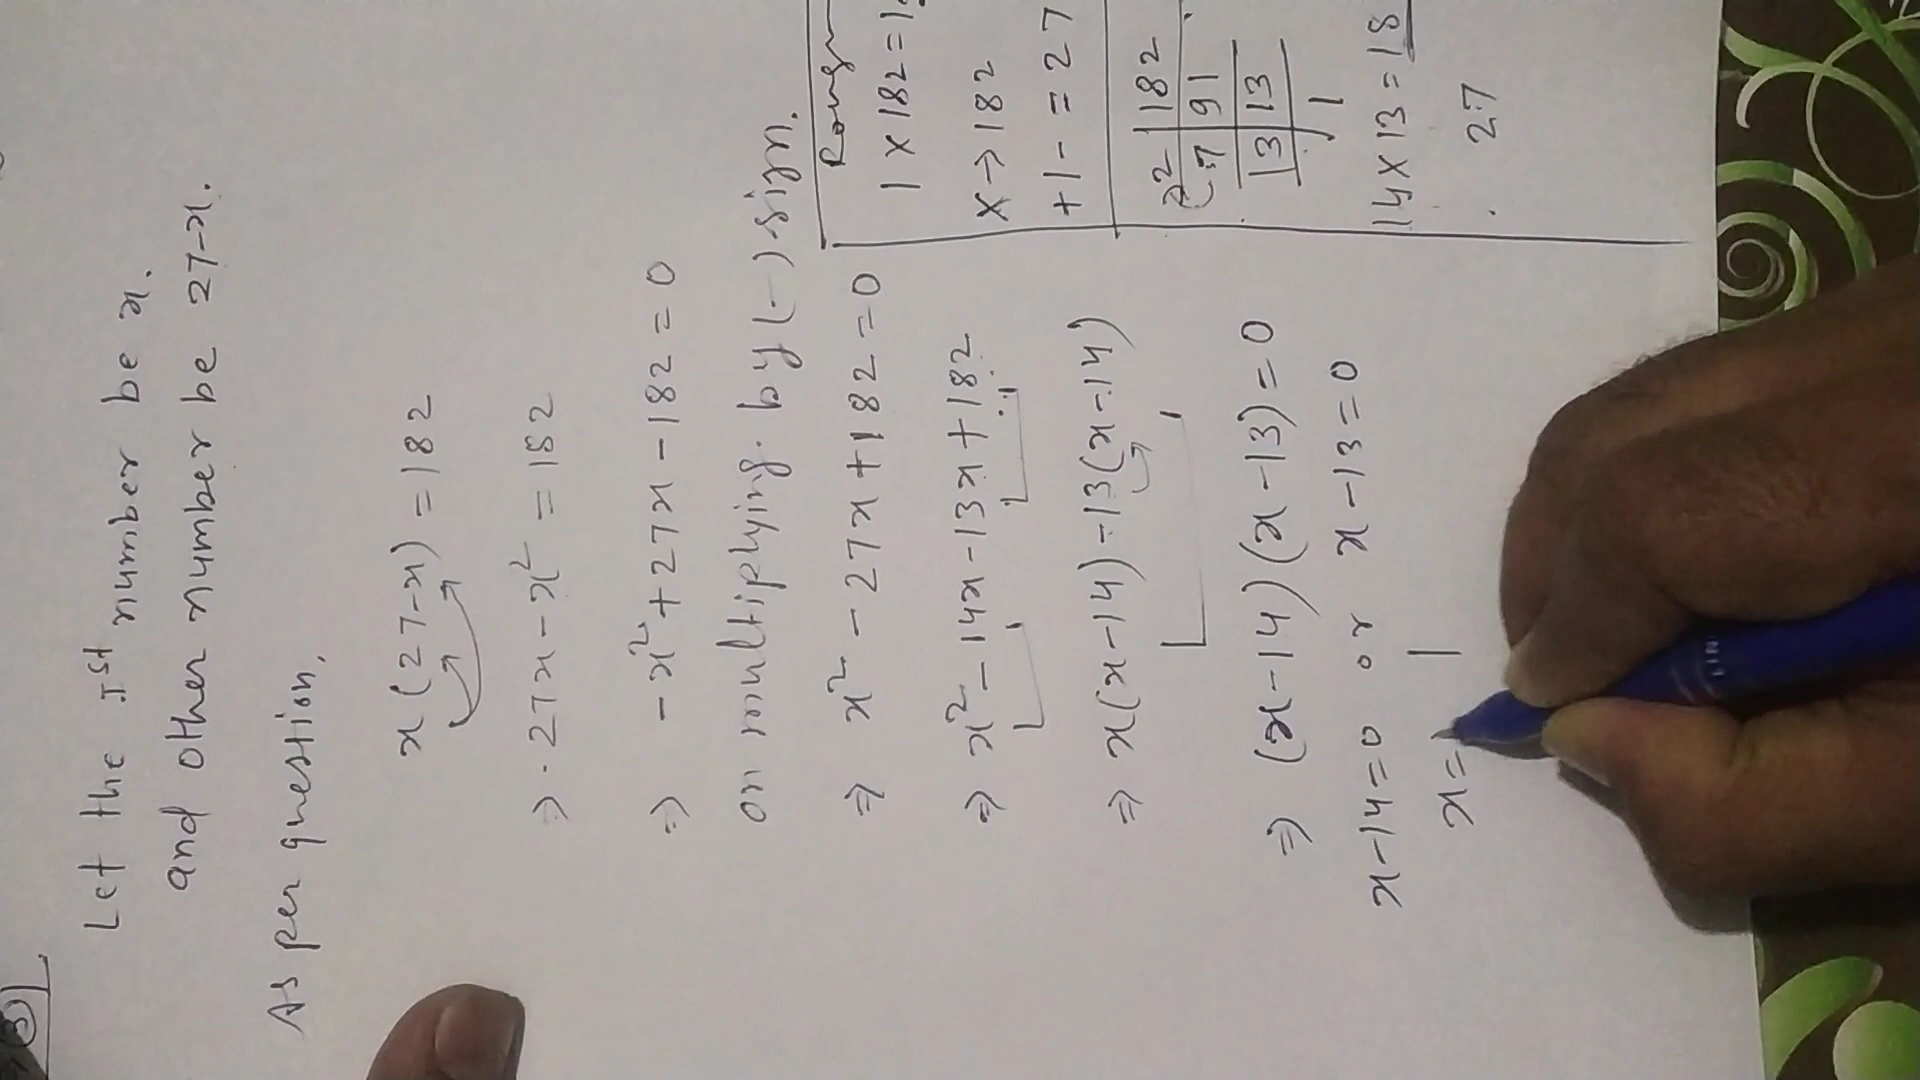 (3)
Let the Ist number be x.
and other number be 27-x.
As per question,
x(27-x) = 182
⇒ 27x - x² = 182
⇒ -x² + 27x - 182 = 0
on multiplying by (-) sign.
⇒ x² - 27x + 182 = 0
⇒ x² - 14x - 13x + 182
⇒ x(x-14) - 13(x-14)
⇒ (x-14)(x-13) = 0
x-14=0 or x-13=0
x=
1 x 182 =
x → 182
+1- = 27
2 | 182
7 | 91
13 | 13
1
14 x 13 = 18
27